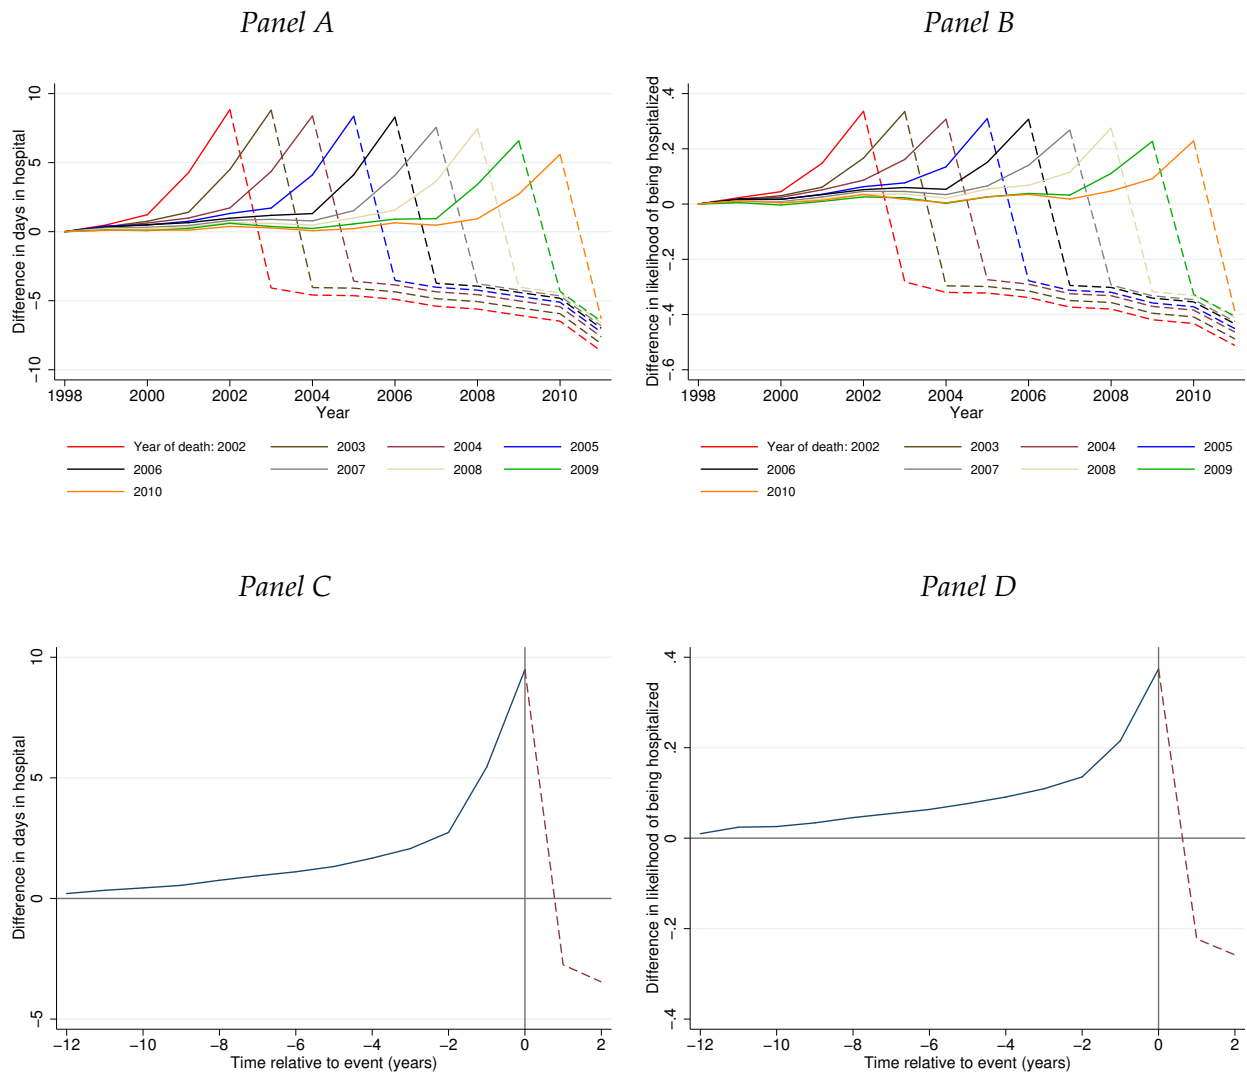 Panel A
Difference in days in hospital
10
5
0
−5
−10
1998 2000 2002 2004 2006 2008 2010
Year
Year of death: 2002 2003 2004 2005
2006 2007 2008 2009
2010
Panel B
Difference in likelihood of being hospitalized
.4
.2
0
−.2
−.4
−.6
1998 2000 2002 2004 2006 2008 2010
Year
Year of death: 2002 2003 2004 2005
2006 2007 2008 2009
2010
Panel C
Difference in days in hospital
10
5
0
−5
−12 −10 −8 −6 −4 −2 0 2
Time relative to event (years)
Panel D
Difference in likelihood of being hospitalized
.4
.2
0
−.2
−.4
−12 −10 −8 −6 −4 −2 0 2
Time relative to event (years)